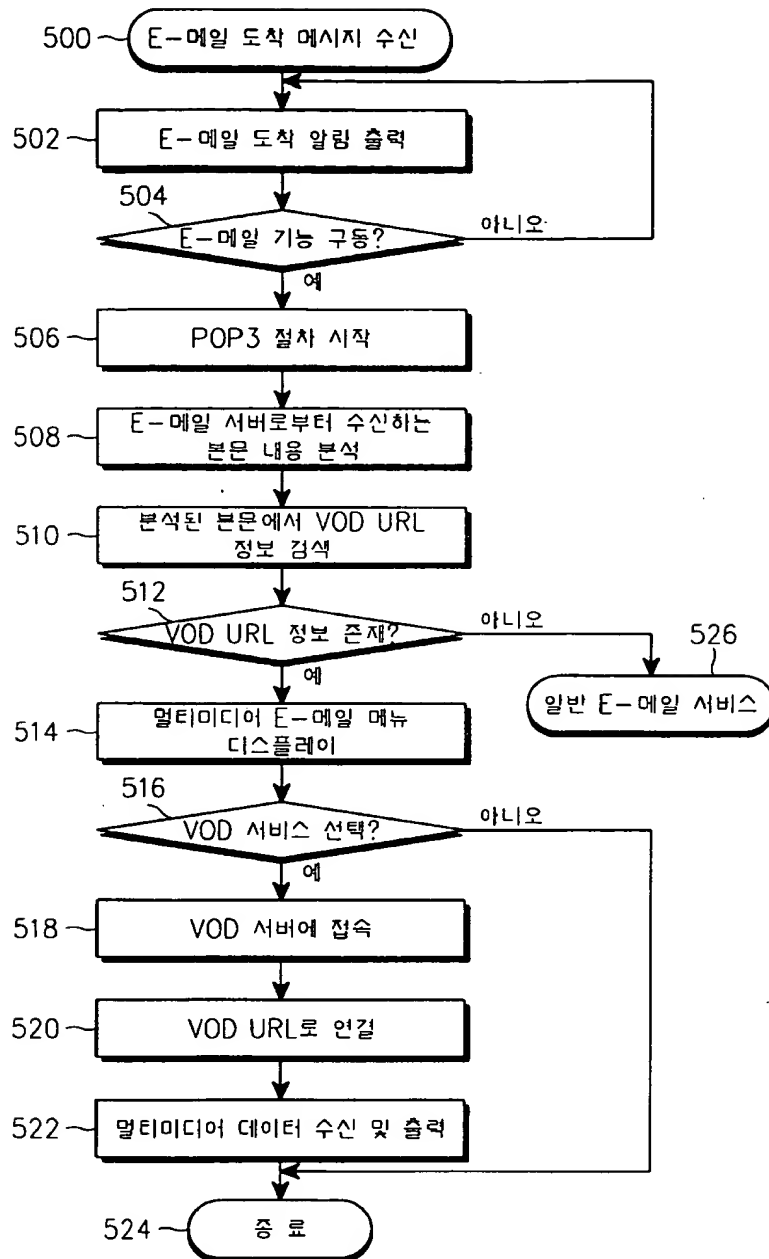 500
E-메일 도착 메시지 수신
502
E-메일 도착 알림 출력
504
E-메일 기능 구동?
아니오
예
506
POP3 절차 시작
508
E-메일 서버로부터 수신하는
본문 내용 분석
510
분석된 본문에서 VOD URL
정보 검색
512
VOD URL 정보 존재?
아니오
예
526
일반 E-메일 서비스
514
멀티미디어 E-메일 메뉴
디스플레이
516
VOD 서비스 선택?
아니오
예
518
VOD 서버에 접속
520
VOD URL로 연결
522
멀티미디어 데이터 수신 및 출력
524
종 료